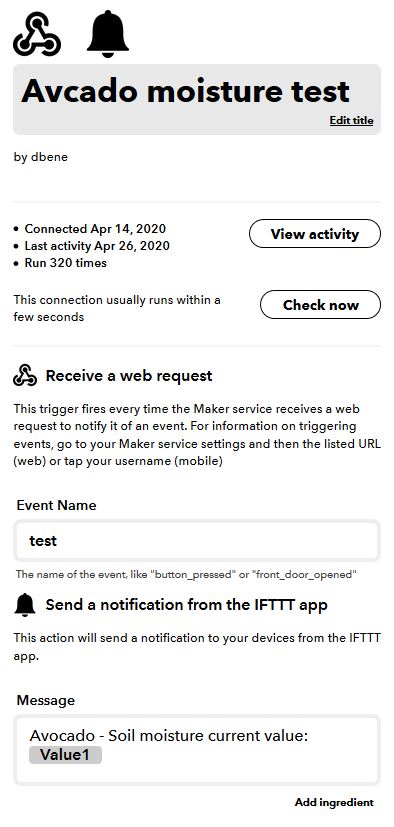 Avcado moisture test
Edit title
by dbene
Connected Apr 14, 2020
Last activity Apr 26, 2020
Run 320 times
View activity
This connection usually runs within a
few seconds
Check now
Receive a web request
This trigger fires every time the Maker service receives a web
request to notify it of an event. For information on triggering
events, go to your Maker service settings and then the listed URL
(web) or tap your username (mobile)
Event Name
test
The name of the event, like "button_pressed" or "front_door_opened"
Send a notification from the IFTTT app
This action will send a notification to your devices from the IFTTT
app.
Message
Avocado - Soil moisture current value:
Value1
Add ingredient